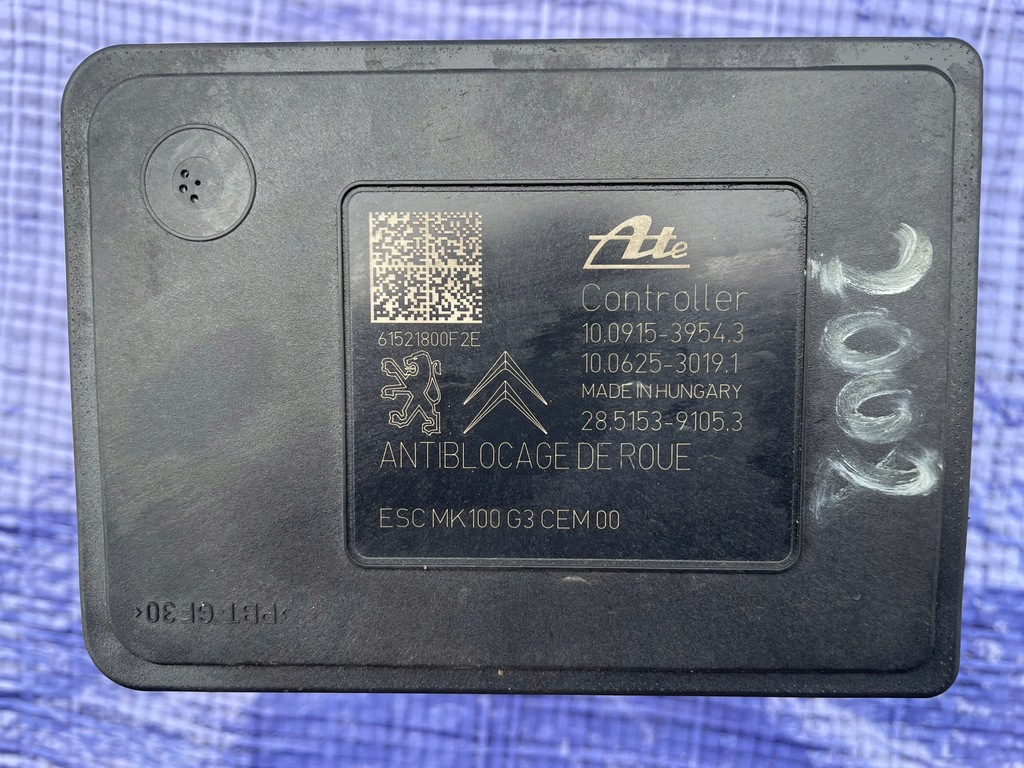 61521800F2E
Ate
Controller
10.0915-3954.3
10.0625-3019.1
MADE IN HUNGARY
28.5153-9105.3
ANTIBLOCAGE DE ROUE
ESC MK100 G3 CEM 00
>PBT-GF30<
2002